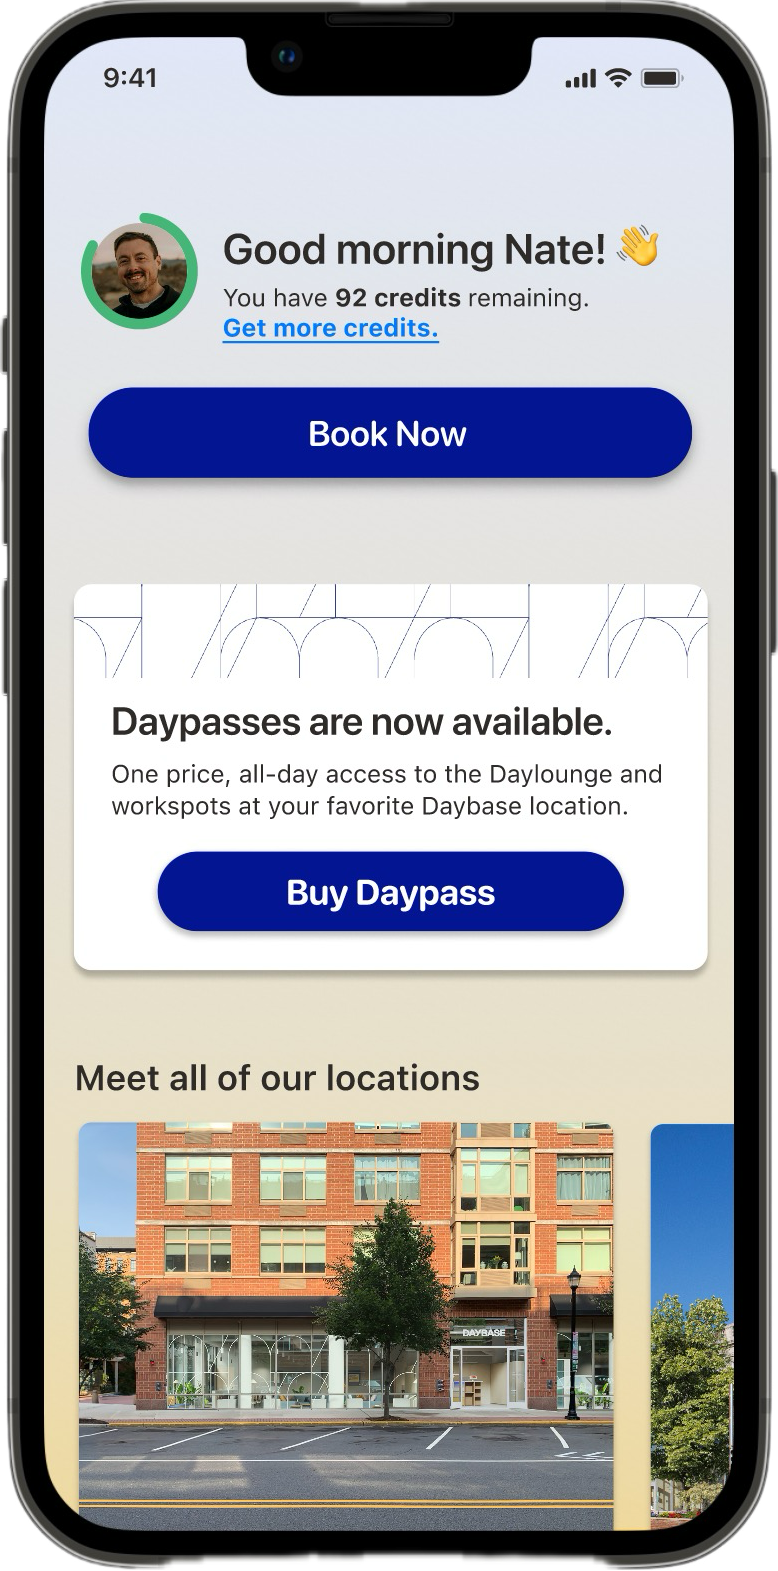 9:41
Good morning Nate! 👋
You have 92 credits remaining.
Get more credits.
Book Now
Daypasses are now available.
One price, all-day access to the Daylounge and
workspots at your favorite Daybase location.
Buy Daypass
Meet all of our locations
DAYBASE